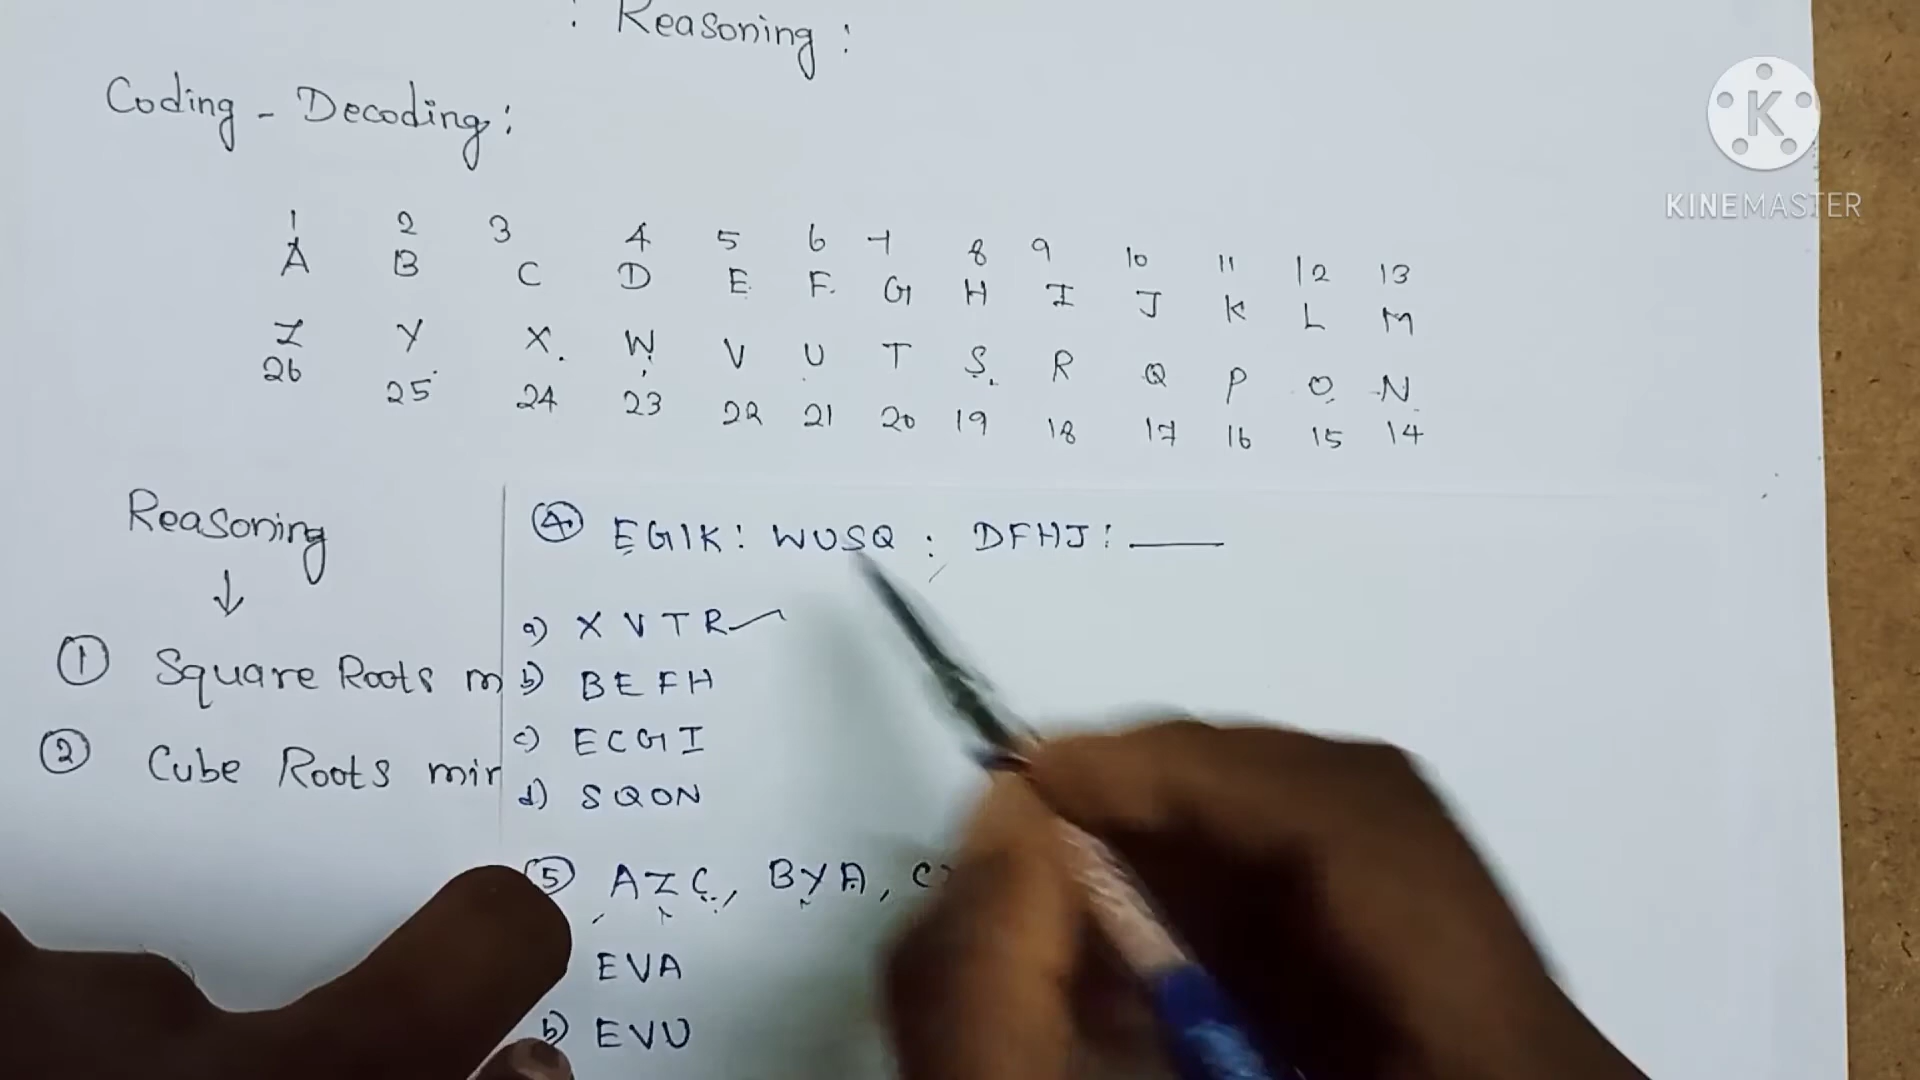 : Reasoning :
Coding - Decoding :
1 2 3 4 5 6 7 8 9 10 11 12 13
A B C D E F G H I J K L M
Z Y X W V U T S R Q P O N
26 25 24 23 22 21 20 19 18 17 16 15 14
Reasoning
↓
① Square Roots
② Cube Roots
④ EGIK : WUSQ : DFHJ : ____
a) XVTR
b) BEFH
c) ECGI
d) SQON
⑤ AZC, BYA,
EVA
b) EVU
KINEMASTER